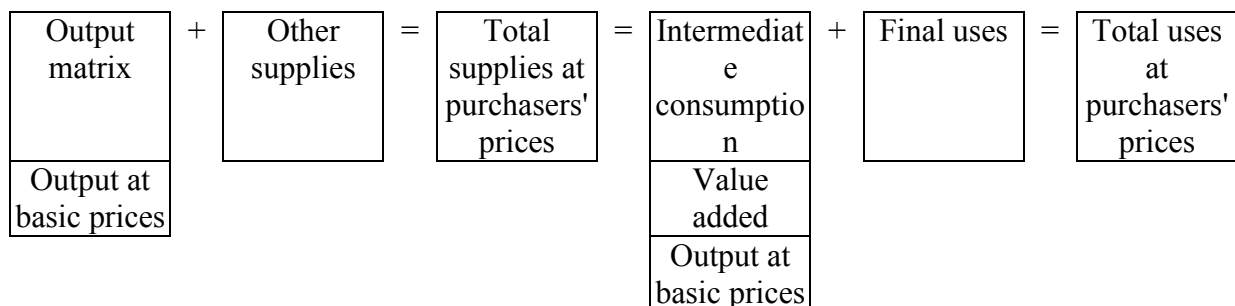 Output + Other = Total = Intermediat + Final uses = Total uses
matrix supplies supplies at e at
purchasers' consumptio purchasers'
prices n prices
Output at Value
basic prices added
Output at
basic prices